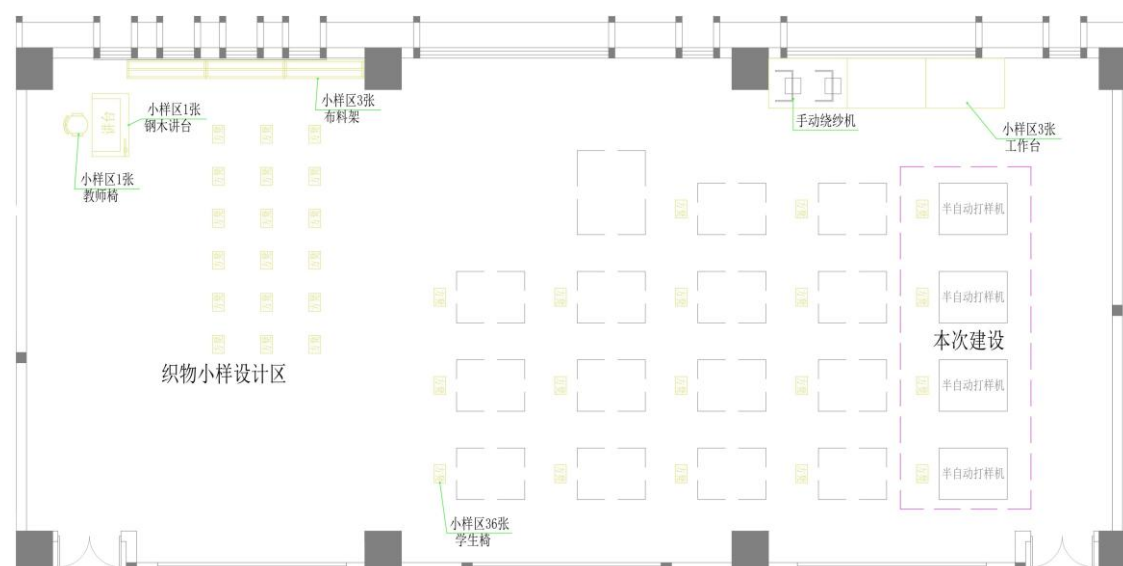 小样区1张
钢木讲台
讲台
小样区1张
教师椅
小样区3张
布料架
手动绕纱机
小样区3张
工作台
半自动打样机
半自动打样机
本次建设
织物小样设计区
半自动打样机
半自动打样机
小样区36张
学生椅